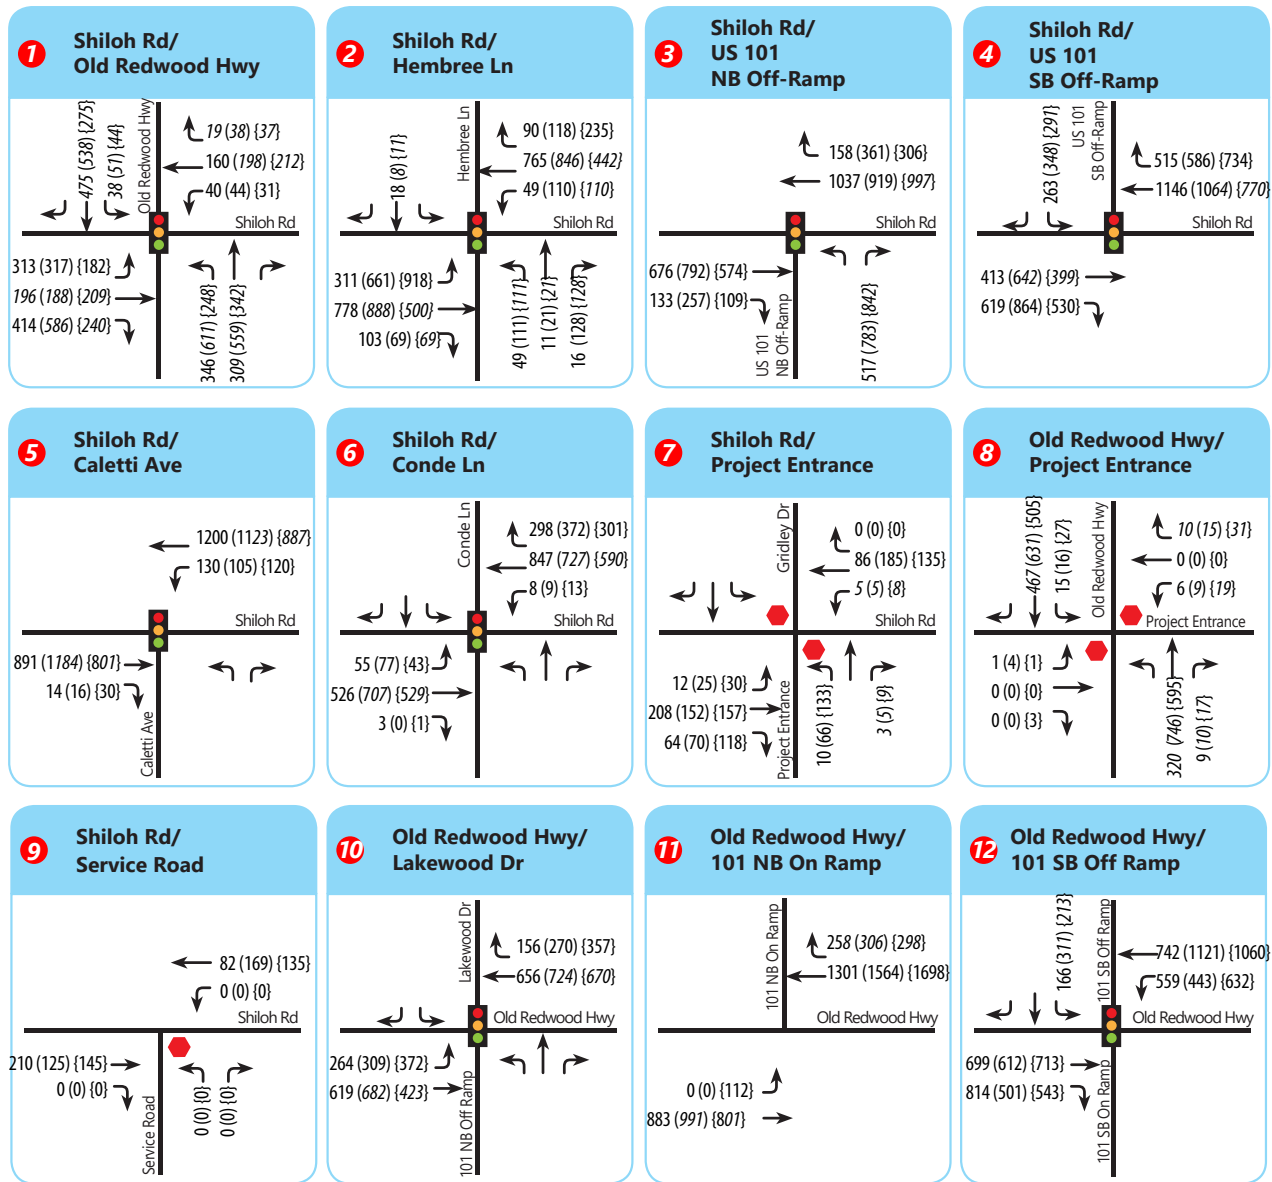 1
Shiloh Rd/
Old Redwood Hwy
475 (538) {275}
38 (51) {44}
Old Redwood Hwy
19 (38) {37}
160 (198) {212}
40 (44) {31}
Shiloh Rd
313 (317) {182}
196 (188) {209}
414 (586) {240}
346 (611) {248}
309 (559) {342}
2
Shiloh Rd/
Hembree Ln
18 (8) {11}
Hembree Ln
90 (118) {235}
765 (846) {442}
49 (110) {110}
Shiloh Rd
311 (661) {918}
778 (888) {500}
103 (69) {69}
49 (111) {111}
11 (21) {21}
16 (128) {128}
3
Shiloh Rd/
US 101
NB Off-Ramp
158 (361) {306}
1037 (919) {997}
676 (792) {574}
133 (257) {109}
US 101
NB Off-Ramp
517 (783) {842}
4
Shiloh Rd/
US 101
SB Off-Ramp
263 (348) {291}
US 101
SB Off-Ramp
515 (586) {734}
1146 (1064) {770}
Shiloh Rd
413 (642) {399}
619 (864) {530}
5
Shiloh Rd/
Caletti Ave
1200 (1123) {887}
130 (105) {120}
Shiloh Rd
891 (1184) {801}
14 (16) {30}
Caletti Ave
6
Shiloh Rd/
Conde Ln
Conde Ln
298 (372) {301}
847 (727) {590}
8 (9) {13}
Shiloh Rd
55 (77) {43}
526 (707) {529}
3 (0) {1}
7
Shiloh Rd/
Project Entrance
Gridley Dr
0 (0) {0}
86 (185) {135}
5 (5) {8}
Shiloh Rd
12 (25) {30}
208 (152) {157}
64 (70) {118}
Project Entrance
10 (66) {133}
3 (5) {9}
8
Old Redwood Hwy/
Project Entrance
467 (631) {505}
15 (16) {27}
Old Redwood Hwy
10 (15) {31}
0 (0) {0}
6 (9) {19}
Project Entrance
1 (4) {1}
0 (0) {0}
0 (0) {3}
320 (746) {595}
9 (10) {17}
9
Shiloh Rd/
Service Road
82 (169) {135}
0 (0) {0}
Shiloh Rd
210 (125) {145}
0 (0) {0}
Service Road
0 (0) {0}
0 (0) {0}
10
Old Redwood Hwy/
Lakewood Dr
Lakewood Dr
156 (270) {357}
656 (724) {670}
Old Redwood Hwy
264 (309) {372}
619 (682) {423}
101 NB Off Ramp
11
Old Redwood Hwy/
101 NB On Ramp
101 NB On Ramp
258 (306) {298}
1301 (1564) {1698}
Old Redwood Hwy
0 (0) {112}
883 (991) {801}
12
Old Redwood Hwy/
101 SB Off Ramp
166 (311) {213}
101 SB Off Ramp
742 (1121) {1060}
559 (443) {632}
Old Redwood Hwy
699 (612) {713}
814 (501) {543}
101 SB On Ramp